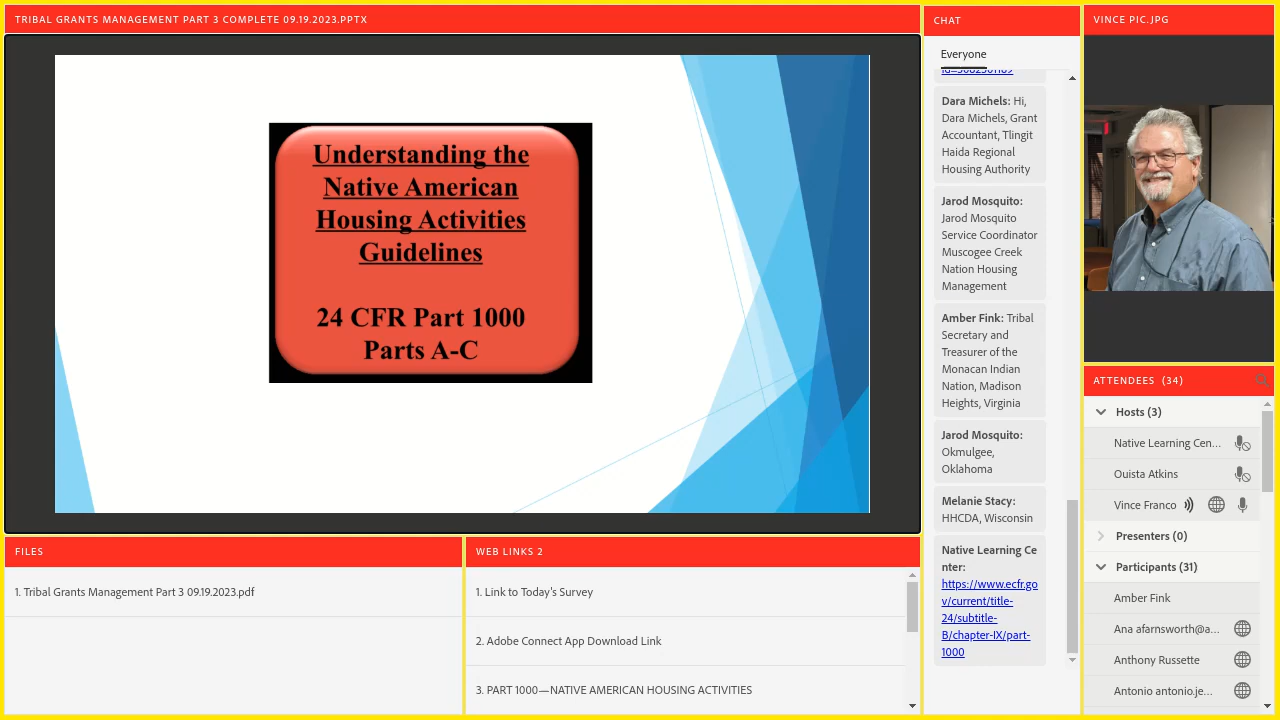 TRIBAL GRANTS MANAGEMENT PART 3 COMPLETE 09.19.2023.PPTX
Understanding the
Native American
Housing Activities
Guidelines
24 CFR Part 1000
Parts A-C
FILES
1. Tribal Grants Management Part 3 09.19.2023.pdf
WEB LINKS 2
1. Link to Today's Survey
2. Adobe Connect App Download Link
3. PART 1000—NATIVE AMERICAN HOUSING ACTIVITIES
CHAT
Everyone
Dara Michels: Hi,
Dara Michels, Grant
Accountant, Tlingit
Haida Regional
Housing Authority
Jarod Mosquito:
Jarod Mosquito
Service Coordinator
Muscogee Creek
Nation Housing
Management
Amber Fink: Tribal
Secretary and
Treasurer of the
Monacan Indian
Nation, Madison
Heights, Virginia
Jarod Mosquito:
Okmulgee,
Oklahoma
Melanie Stacy:
HHCDA, Wisconsin
Native Learning Ce
nter:
https://www.ecfr.go
v/current/title-
24/subtitle-
B/chapter-IX/part-
1000
VINCE PIC.JPG
ATTENDEES (34)
Hosts (3)
Native Learning Cen...
Ouista Atkins
Vince Franco
Presenters (0)
Participants (31)
Amber Fink
Ana afarnsworth@a...
Anthony Russette
Antonio antonio.je...